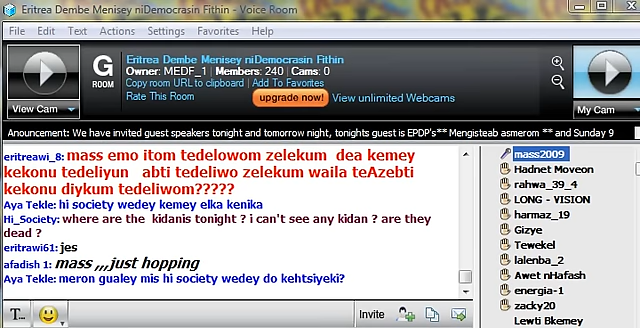 Eritrea Dembe Menisey niDemocrasin Fithin - Voice Room
File Edit Text Actions Settings Favorites Help
G
ROOM
Eritrea Dembe Menisey niDemocrasin Fithin
Owner: MEDF_1 | Members: 240 | Cams: 0
Copy room URL to clipboard | Add To Favorites
Rate This Room
upgrade now! View unlimited Webcams
View Cam
My Cam
Anouncement: We have invited guest speakers tonight and tomorrow night, tonights guest is EPDP's** Mengisteab asmerom ** and Sunday 9
eritreawi_8: mass emo itom tedelowom zelekum dea kemey
kekonu tedeliyun abti tedeliwo zelekum waila teAzebti
kekonu diykum tedeliwom?????
Aya Tekle: hi society wedey kemey elka kenika
Hi_Society: where are the kidanis tonight ? i can't see any kidan ? are they
dead ?
eritrawi61: jes
afadish 1: mass ,,,just hopping
Aya Tekle: meron gualey mis hi society wedey do kehtsiyeki?
T...
Invite
mass2009
Hadnet Moveon
rahwa_39_4
LONG - VISION
harmaz_19
Gizye
Tewekel
lalenba_2
Awet nHafash
energia-1
zacky20
Lewti Bkemey